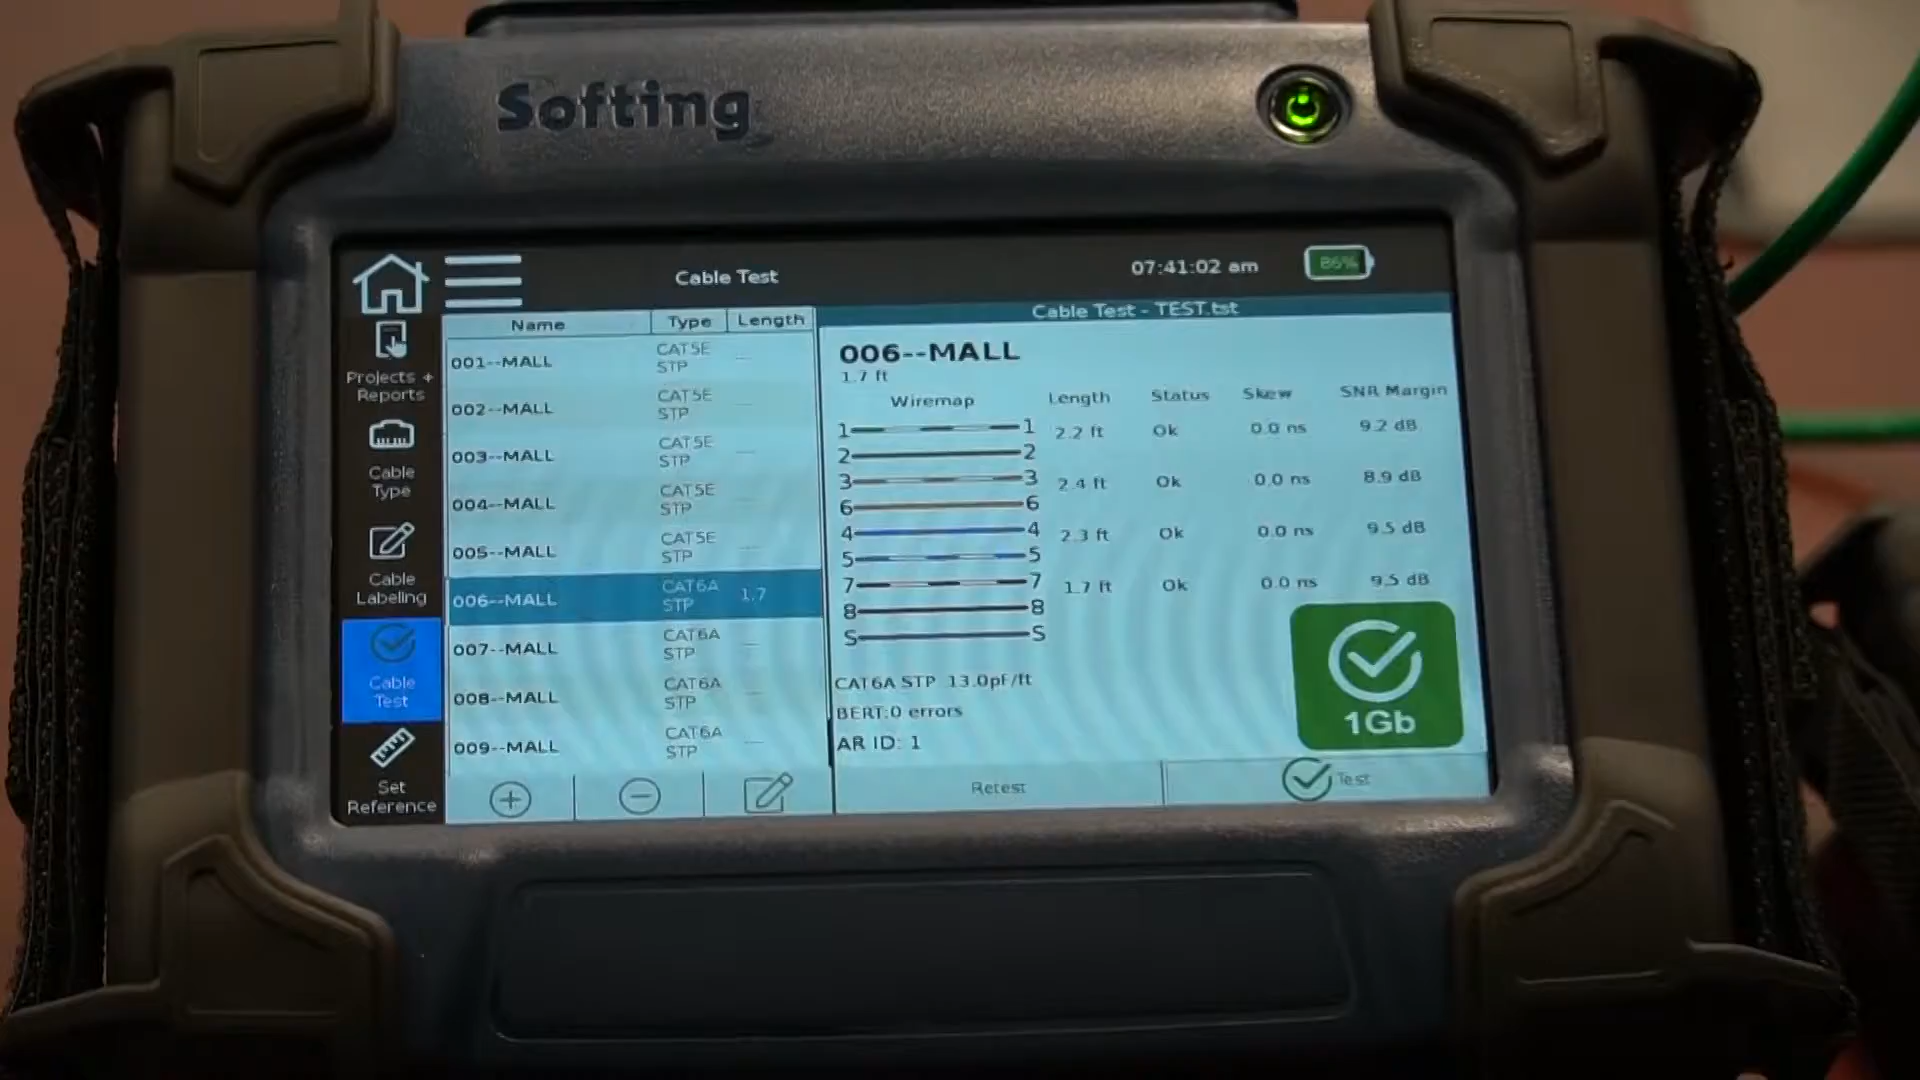 Softing
Cable Test
07:41:02 am
86%
Projects +
Reports
Cable
Type
Cable
Labeling
Cable
Test
Set
Reference
Name Type Length
001--MALL CAT5E STP ---
002--MALL CAT5E STP ---
003--MALL CAT5E STP ---
004--MALL CAT5E STP ---
005--MALL CAT5E STP ---
006--MALL CAT6A STP 1.7
007--MALL CAT6A STP ---
008--MALL CAT6A STP ---
009--MALL CAT6A STP ---
Cable Test - TEST.tst
006--MALL
1.7 ft
Wiremap Length Status Skew SNR Margin
1 1 2.2 ft Ok 0.0 ns 9.2 dB
2 2
3 3 2.4 ft Ok 0.0 ns 8.9 dB
6 6
4 4 2.3 ft Ok 0.0 ns 9.5 dB
5 5
7 7 1.7 ft Ok 0.0 ns 9.5 dB
8 8
S S
CAT6A STP 13.0pF/ft
BERT:0 errors
AR ID: 1
1Gb
Retest
Test